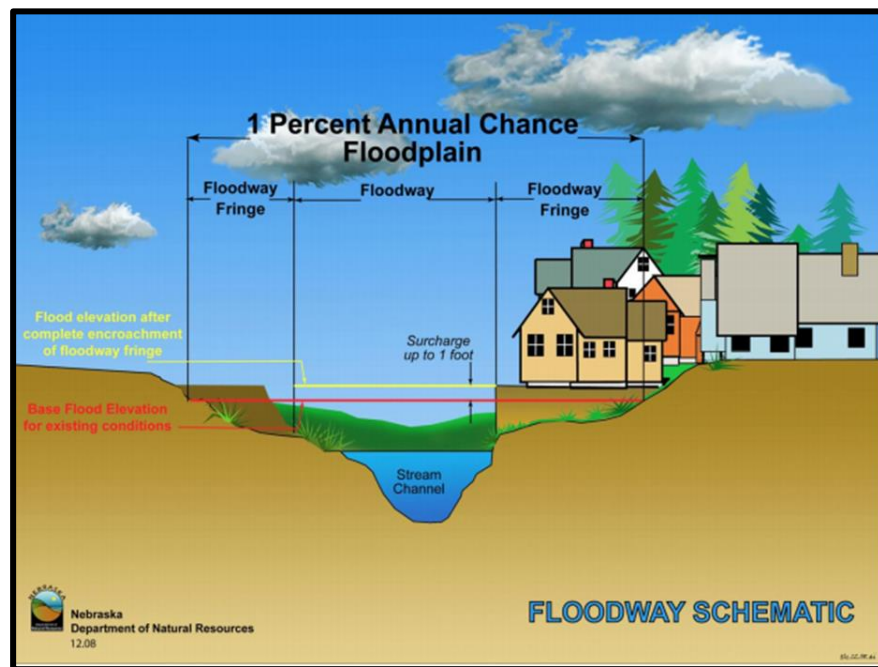 1 Percent Annual Chance
Floodplain
Floodway
Fringe
Floodway
Floodway
Fringe
Flood elevation after
complete encroachment
of floodway fringe
Surcharge
up to 1 foot
Base Flood Elevation
for existing conditions
Stream
Channel
NEBRASKA
Nebraska
Department of Natural Resources
12.08
FLOODWAY SCHEMATIC